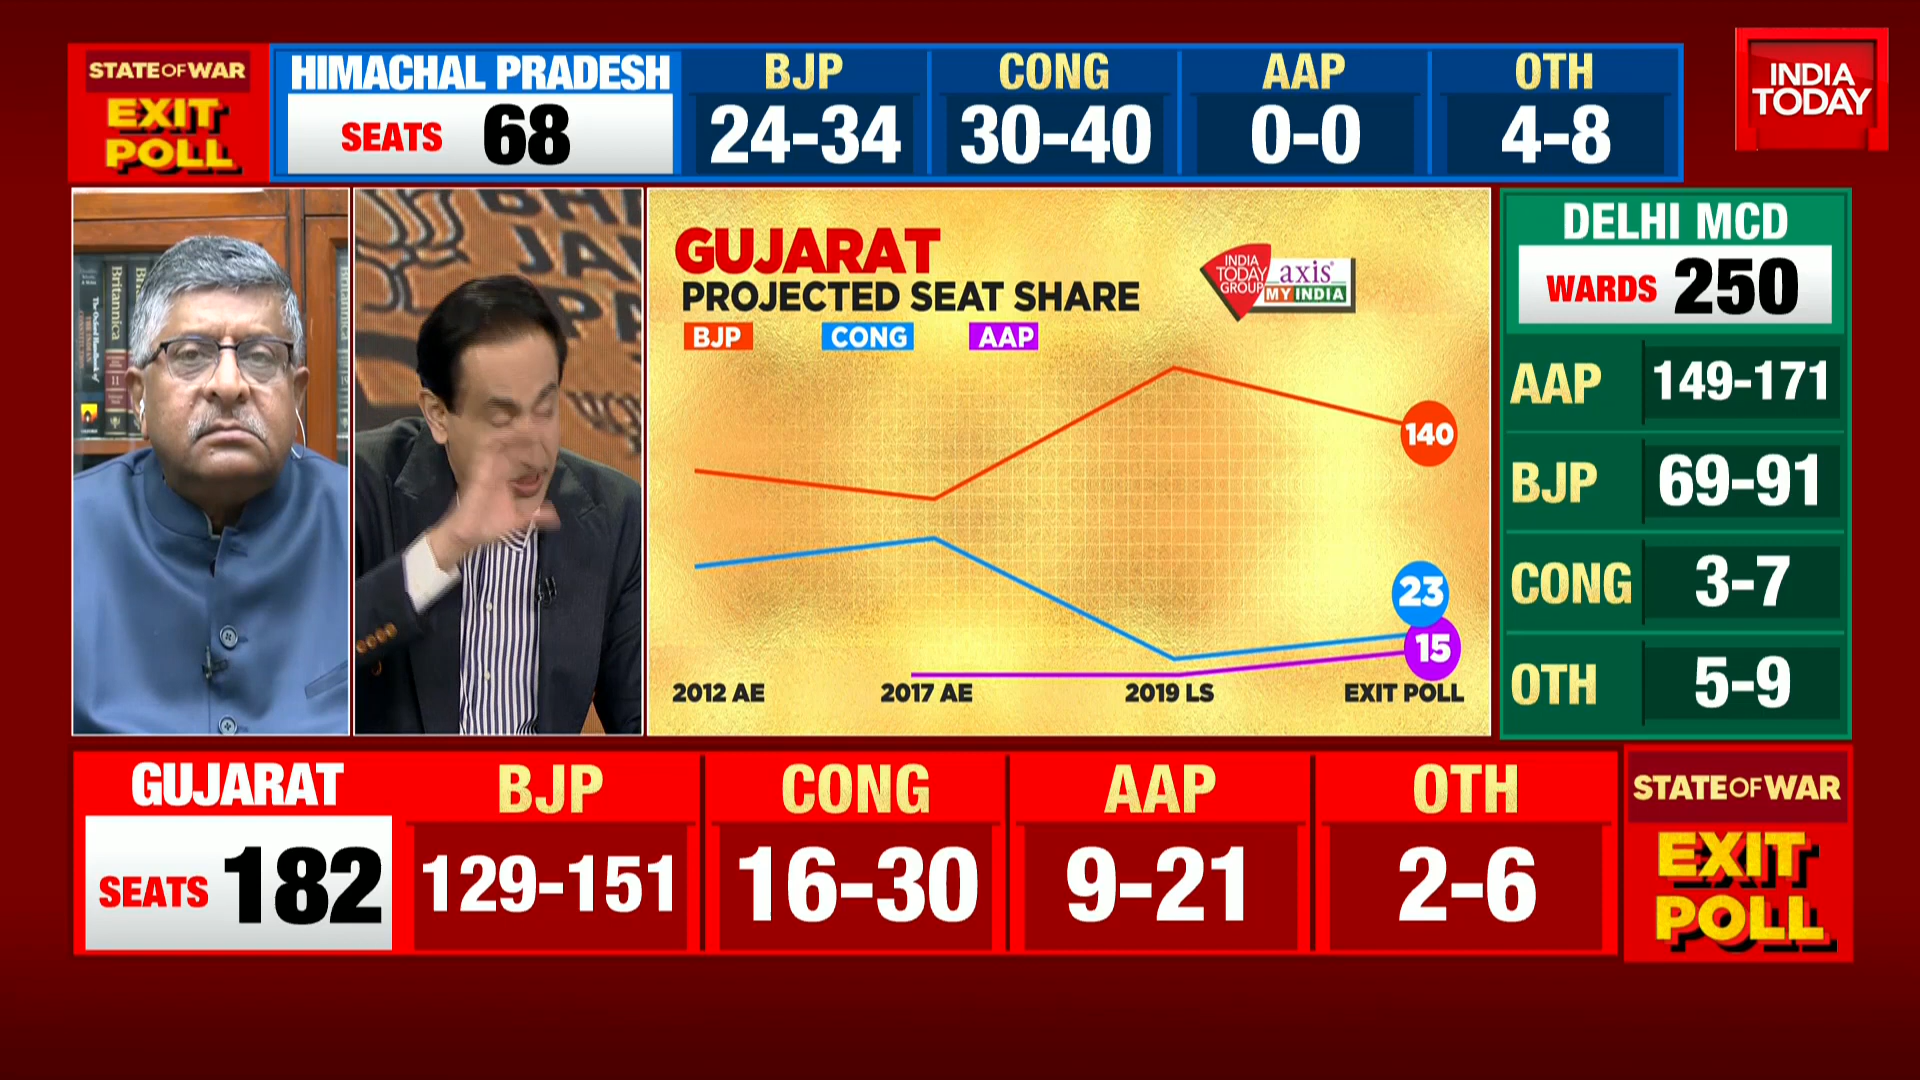 STATE OF WAR
EXIT
POLL
HIMACHAL PRADESH
SEATS 68
BJP
24-34
CONG
30-40
AAP
0-0
OTH
4-8
INDIA
TODAY
Britannica
11
GUJARAT
PROJECTED SEAT SHARE
BJP CONG AAP
INDIA
TODAY
GROUP
axis
MY INDIA
140
23
15
2012 AE 2017 AE 2019 LS EXIT POLL
DELHI MCD
WARDS 250
AAP 149-171
BJP 69-91
CONG 3-7
OTH 5-9
GUJARAT
SEATS 182
BJP
129-151
CONG
16-30
AAP
9-21
OTH
2-6
STATE OF WAR
EXIT
POLL